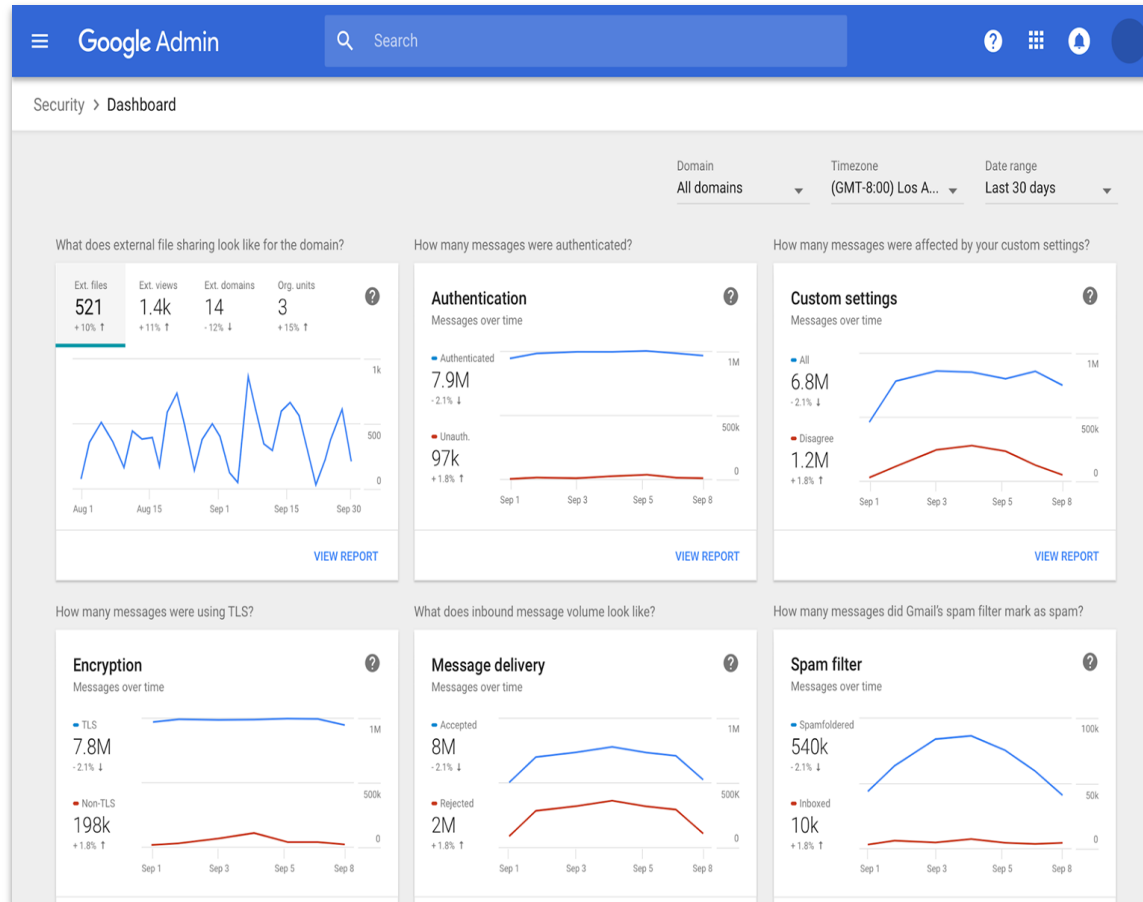 Google Admin
Search
Security > Dashboard
Domain
All domains
Timezone
(GMT-8:00) Los A...
Date range
Last 30 days
What does external file sharing look like for the domain?
Ext. files
521
+10% ↑
Ext. views
1.4k
+11% ↑
Ext. domains
14
-12% ↓
Org. units
3
+15% ↑
1k
500
0
Aug 1
Aug 15
Sep 1
Sep 15
Sep 30
VIEW REPORT
How many messages were authenticated?
Authentication
Messages over time
Authenticated
7.9M
-2.1% ↓
Unauth.
97k
+1.8% ↑
1M
500k
0
Sep 1
Sep 3
Sep 5
Sep 8
VIEW REPORT
How many messages were affected by your custom settings?
Custom settings
Messages over time
All
6.8M
-2.1% ↓
Disagree
1.2M
+1.8% ↑
1M
500k
0
Sep 1
Sep 3
Sep 5
Sep 8
VIEW REPORT
How many messages were using TLS?
Encryption
Messages over time
TLS
7.8M
-2.1% ↓
Non-TLS
198k
+1.8% ↑
1M
500k
0
Sep 1
Sep 3
Sep 5
Sep 8
What does inbound message volume look like?
Message delivery
Messages over time
Accepted
8M
-2.1% ↓
Rejected
2M
+1.8% ↑
1M
500K
0
Sep 1
Sep 3
Sep 5
Sep 8
How many messages did Gmail's spam filter mark as spam?
Spam filter
Messages over time
Spamfoldered
540k
-2.1% ↓
Inboxed
10k
+1.8% ↑
100k
50k
0
Sep 1
Sep 3
Sep 5
Sep 8